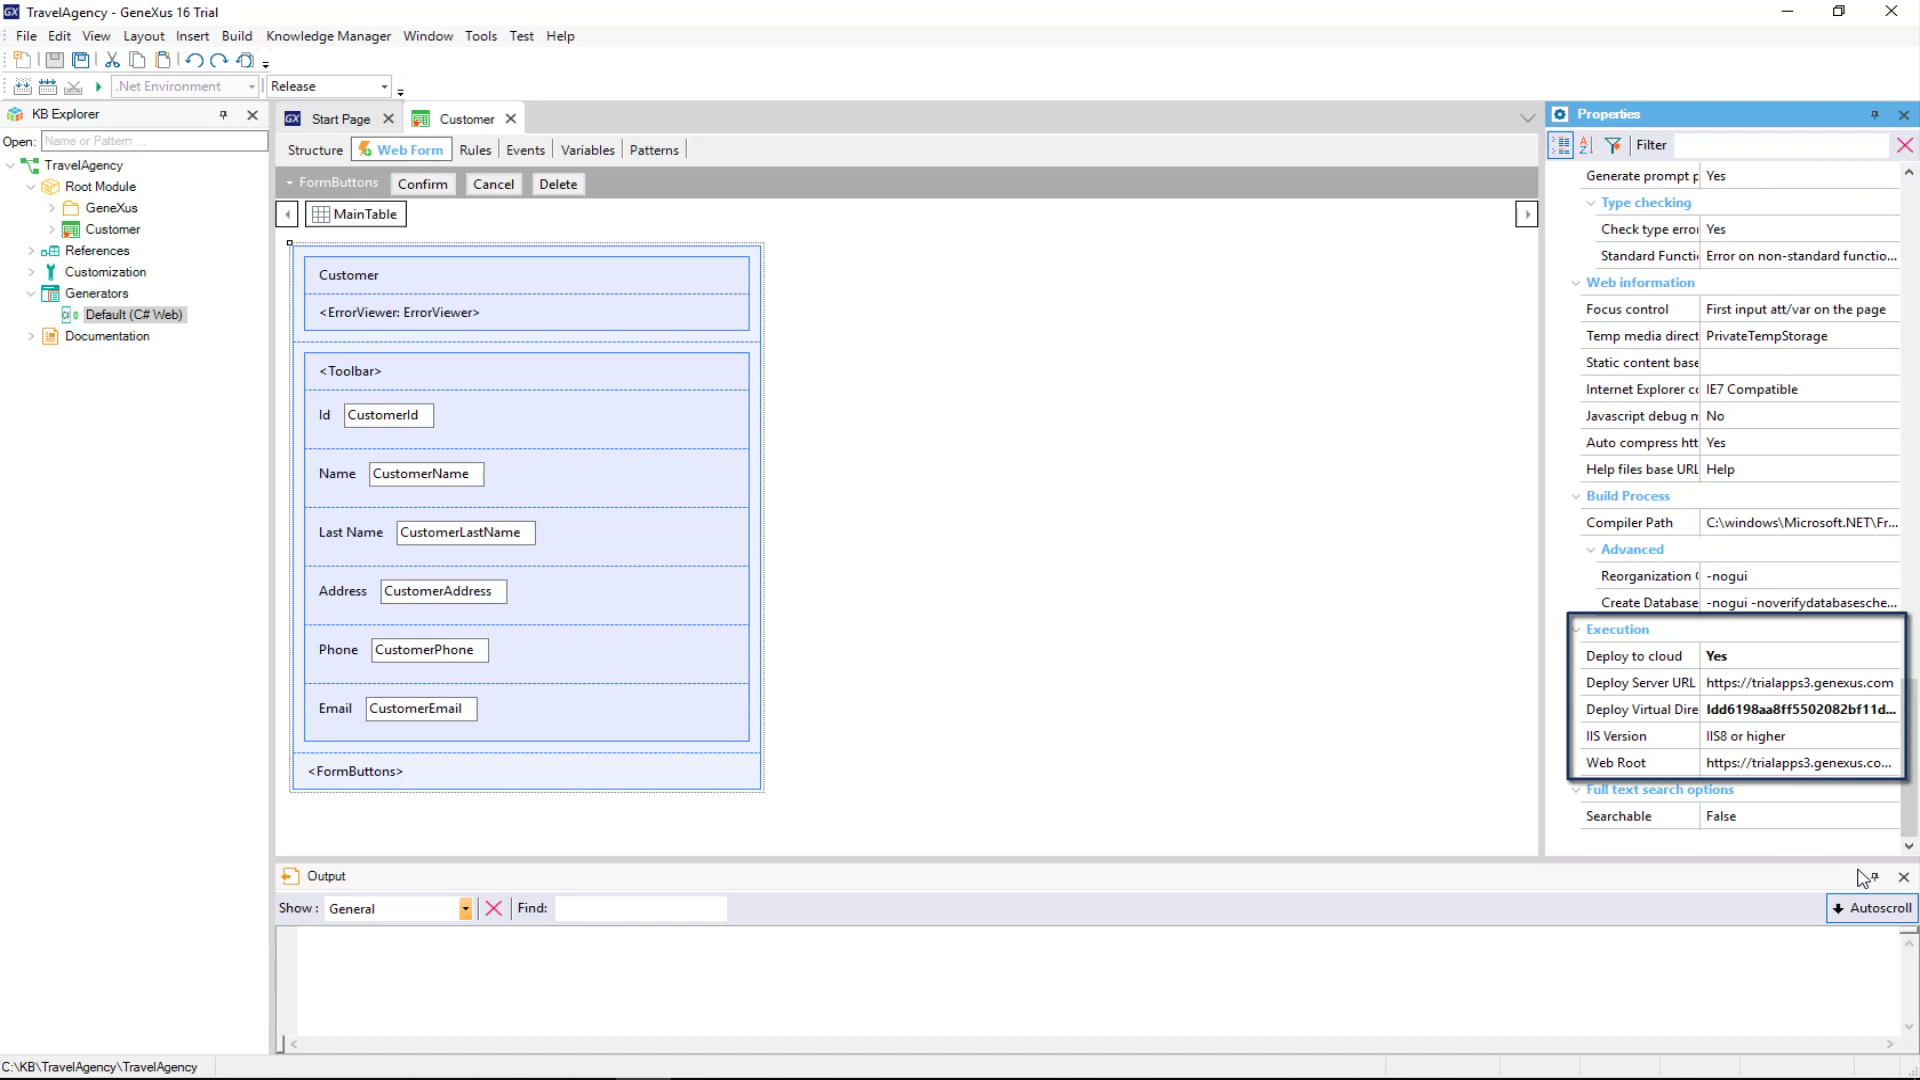 TravelAgency - GeneXus 16 Trial
File Edit View Layout Insert Build Knowledge Manager Window Tools Test Help
.Net Environment Release
KB Explorer
Open: Name or Pattern ...
TravelAgency
Root Module
GeneXus
Customer
References
Customization
Generators
Default (C# Web)
Documentation
Start Page Customer
Structure Web Form Rules Events Variables Patterns
FormButtons Confirm Cancel Delete
MainTable
Customer
<ErrorViewer: ErrorViewer>
<Toolbar>
Id CustomerId
Name CustomerName
Last Name CustomerLastName
Address CustomerAddress
Phone CustomerPhone
Email CustomerEmail
<FormButtons>
Properties
Filter
Generate prompt p Yes
Type checking
Check type error Yes
Standard Functi Error on non-standard functio...
Web information
Focus control First input att/var on the page
Temp media direct PrivateTempStorage
Static content base
Internet Explorer co IE7 Compatible
Javascript debug m No
Auto compress htt Yes
Help files base URL Help
Build Process
Compiler Path C:\windows\Microsoft.NET\Fr...
Advanced
Reorganization -nogui
Create Database -nogui -noverifydatabasesche...
Execution
Deploy to cloud Yes
Deploy Server URL https://trialapps3.genexus.com
Deploy Virtual Dire Idd6198aa8ff5502082bf11d...
IIS Version IIS8 or higher
Web Root https://trialapps3.genexus.co...
Full text search options
Searchable False
Output
Show : General Find:
Autoscroll
C:\KB\TravelAgency\TravelAgency